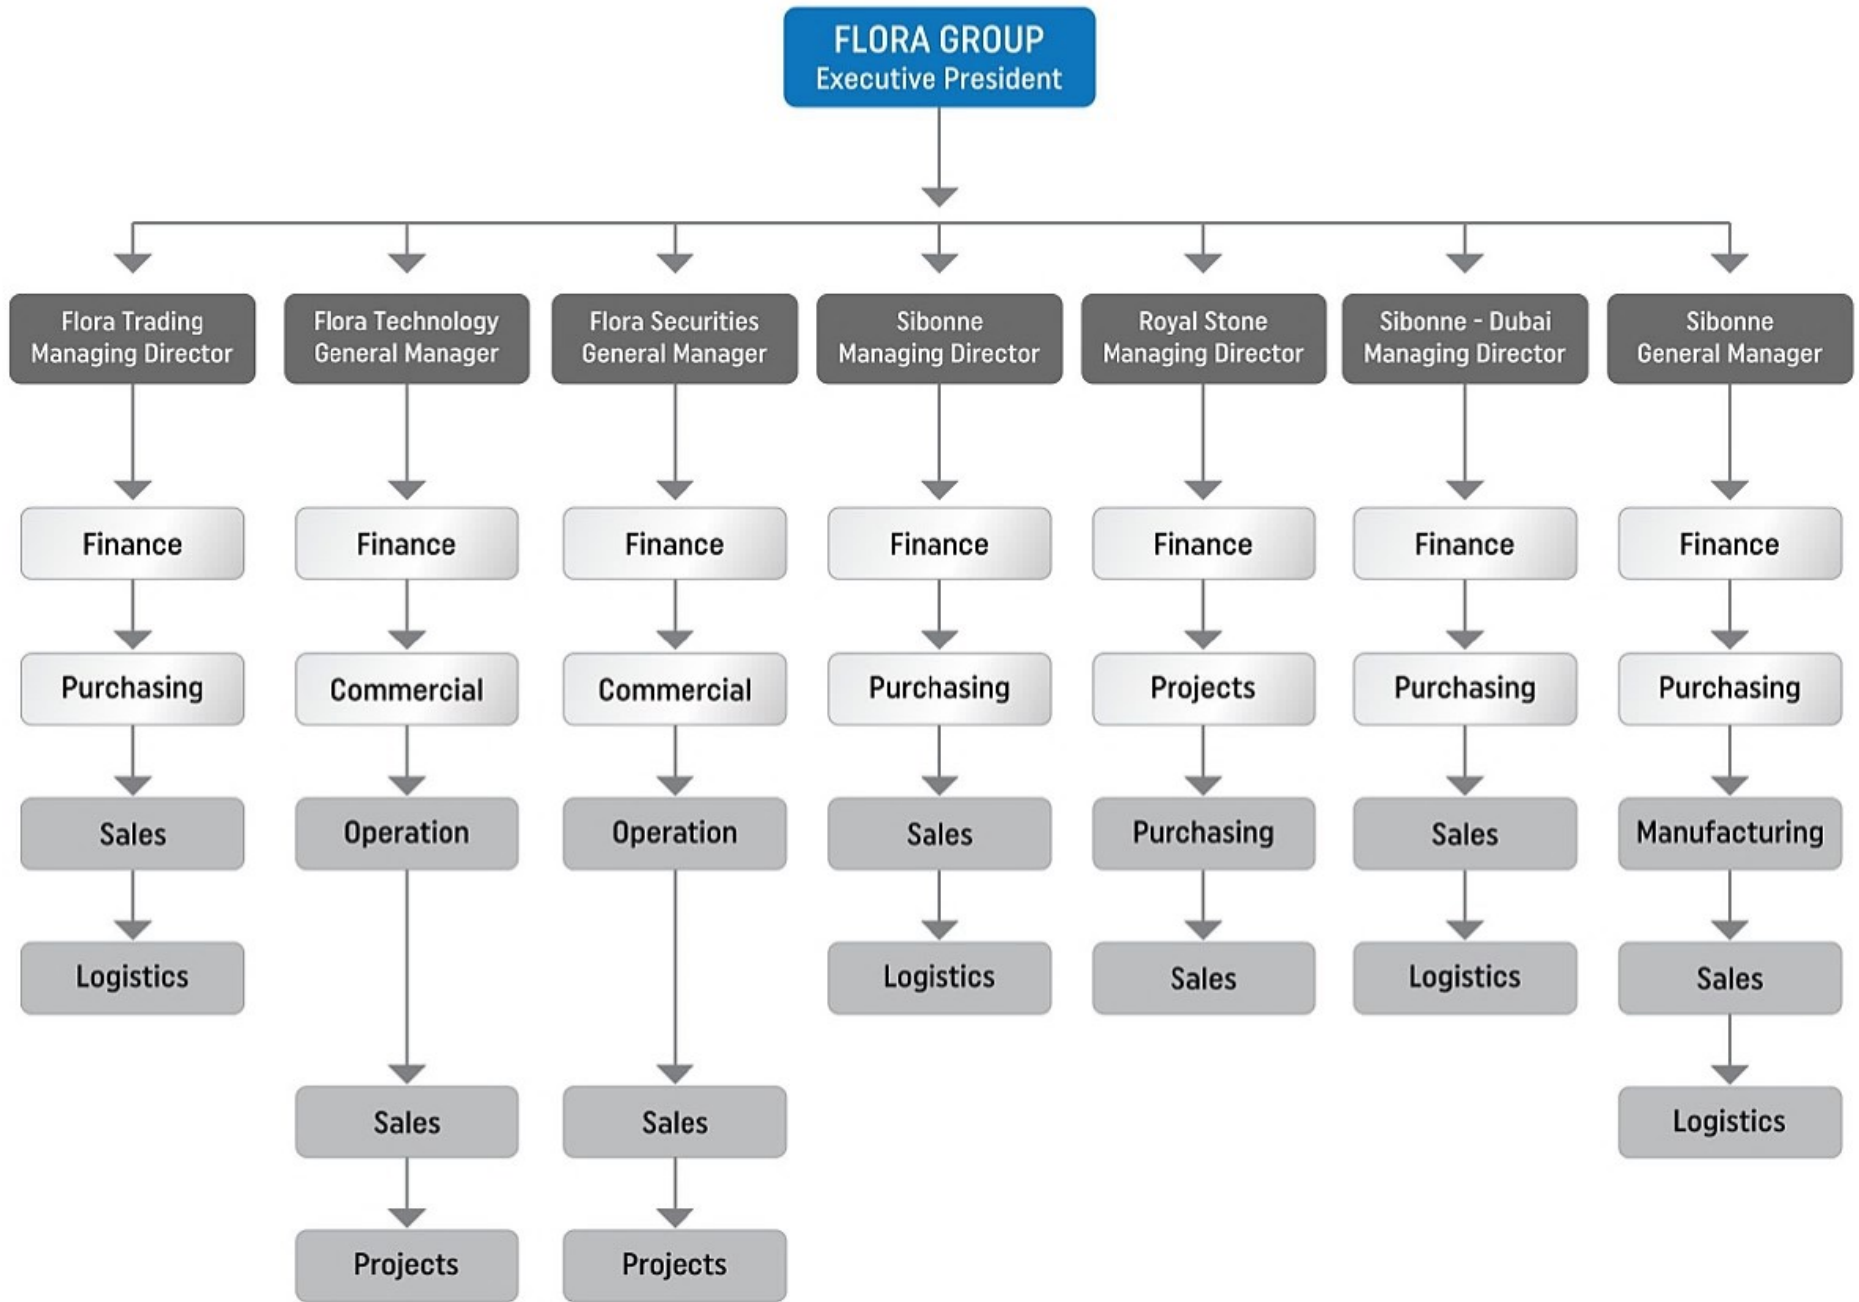 FLORA GROUP
Executive President
Flora Trading
Managing Director
Flora Technology
General Manager
Flora Securities
General Manager
Sibonne
Managing Director
Royal Stone
Managing Director
Sibonne - Dubai
Managing Director
Sibonne
General Manager
Finance
Finance
Finance
Finance
Finance
Finance
Finance
Purchasing
Commercial
Commercial
Purchasing
Projects
Purchasing
Purchasing
Sales
Operation
Operation
Sales
Purchasing
Sales
Manufacturing
Logistics
Logistics
Sales
Logistics
Sales
Sales
Sales
Logistics
Projects
Projects